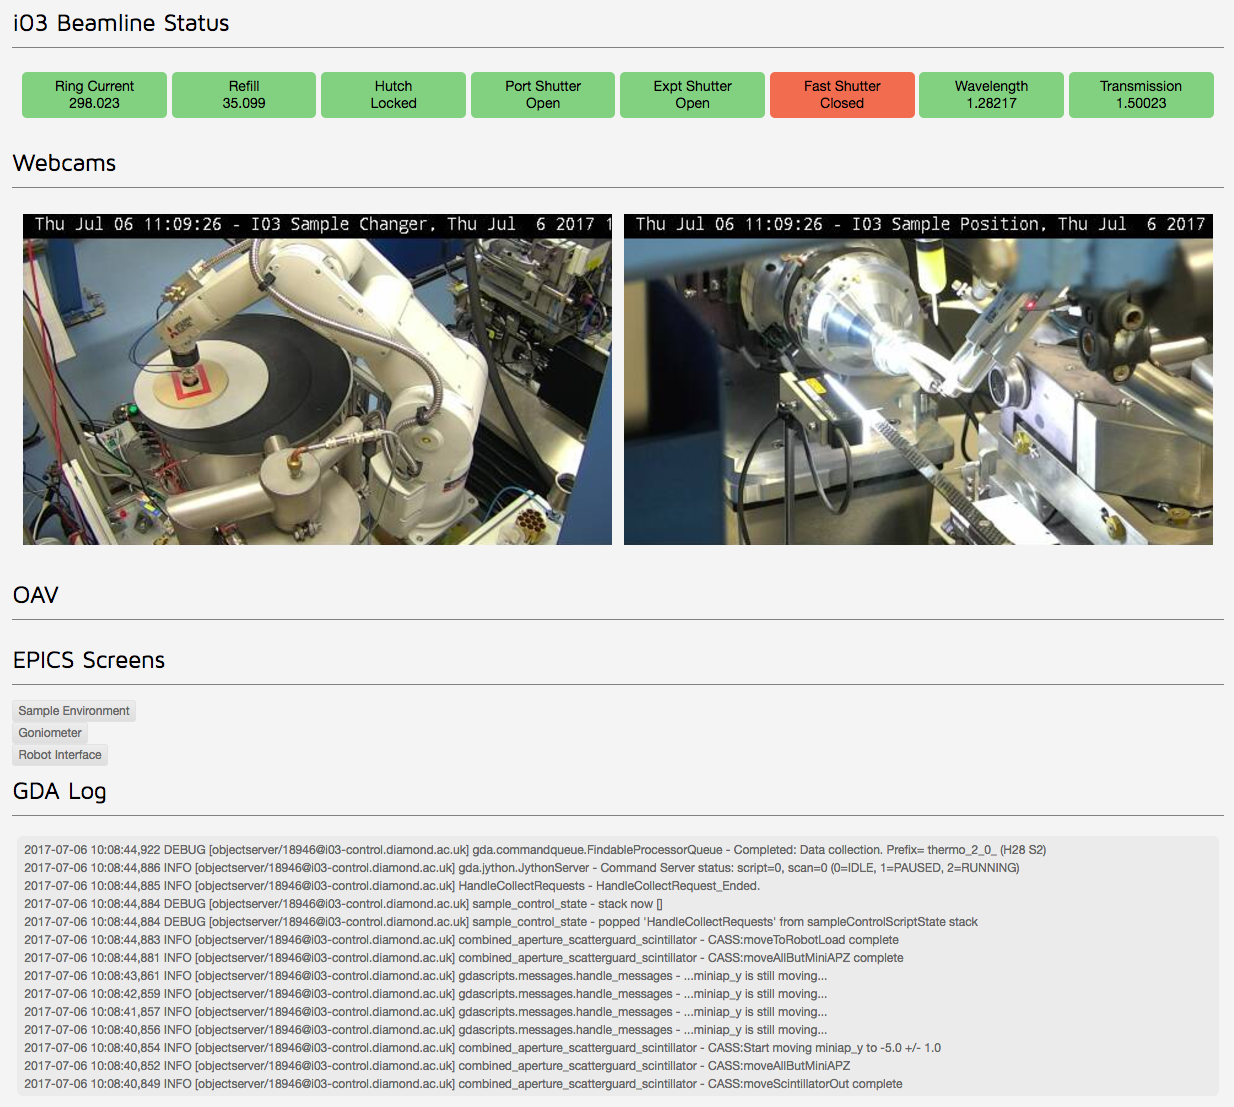 i03 Beamline Status
Ring Current
298.023
Refill
35.099
Hutch
Locked
Port Shutter
Open
Expt Shutter
Open
Fast Shutter
Closed
Wavelength
1.28217
Transmission
1.50023
Webcams
Thu Jul 06 11:09:26 - I03 Sample Changer, Thu Jul  6 2017 1
Thu Jul 06 11:09:26 - I03 Sample Position, Thu Jul  6 2017
OAV
EPICS Screens
Sample Environment
Goniometer
Robot Interface
GDA Log
2017-07-06 10:08:44,922 DEBUG [objectserver/18946@i03-control.diamond.ac.uk] gda.commandqueue.FindableProcessorQueue - Completed: Data collection. Prefix= thermo_2_0_ (H28 S2)
2017-07-06 10:08:44,886 INFO [objectserver/18946@i03-control.diamond.ac.uk] gda.jython.JythonServer - Command Server status: script=0, scan=0 (0=IDLE, 1=PAUSED, 2=RUNNING)
2017-07-06 10:08:44,885 INFO [objectserver/18946@i03-control.diamond.ac.uk] HandleCollectRequests - HandleCollectRequest_Ended.
2017-07-06 10:08:44,884 DEBUG [objectserver/18946@i03-control.diamond.ac.uk] sample_control_state - stack now []
2017-07-06 10:08:44,884 DEBUG [objectserver/18946@i03-control.diamond.ac.uk] sample_control_state - popped 'HandleCollectRequests' from sampleControlScriptState stack
2017-07-06 10:08:44,883 INFO [objectserver/18946@i03-control.diamond.ac.uk] combined_aperture_scatterguard_scintillator - CASS:moveToRobotLoad complete
2017-07-06 10:08:44,881 INFO [objectserver/18946@i03-control.diamond.ac.uk] combined_aperture_scatterguard_scintillator - CASS:moveAllButMiniAPZ complete
2017-07-06 10:08:43,861 INFO [objectserver/18946@i03-control.diamond.ac.uk] gdascripts.messages.handle_messages - ...miniap_y is still moving...
2017-07-06 10:08:42,859 INFO [objectserver/18946@i03-control.diamond.ac.uk] gdascripts.messages.handle_messages - ...miniap_y is still moving...
2017-07-06 10:08:41,857 INFO [objectserver/18946@i03-control.diamond.ac.uk] gdascripts.messages.handle_messages - ...miniap_y is still moving...
2017-07-06 10:08:40,856 INFO [objectserver/18946@i03-control.diamond.ac.uk] gdascripts.messages.handle_messages - ...miniap_y is still moving...
2017-07-06 10:08:40,854 INFO [objectserver/18946@i03-control.diamond.ac.uk] combined_aperture_scatterguard_scintillator - CASS:Start moving miniap_y to -5.0 +/- 1.0
2017-07-06 10:08:40,852 INFO [objectserver/18946@i03-control.diamond.ac.uk] combined_aperture_scatterguard_scintillator - CASS:moveAllButMiniAPZ
2017-07-06 10:08:40,849 INFO [objectserver/18946@i03-control.diamond.ac.uk] combined_aperture_scatterguard_scintillator - CASS:moveScintillatorOut complete